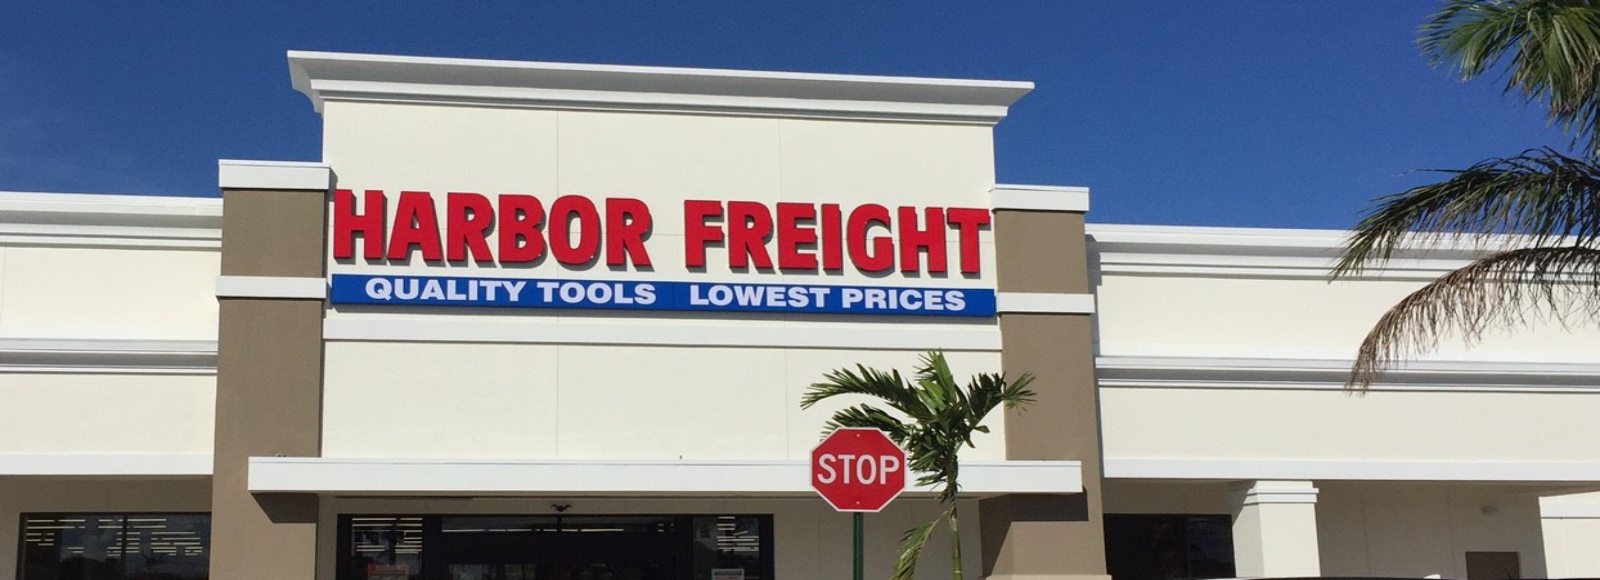 HARBOR FREIGHT
QUALITY TOOLS LOWEST PRICES
STOP